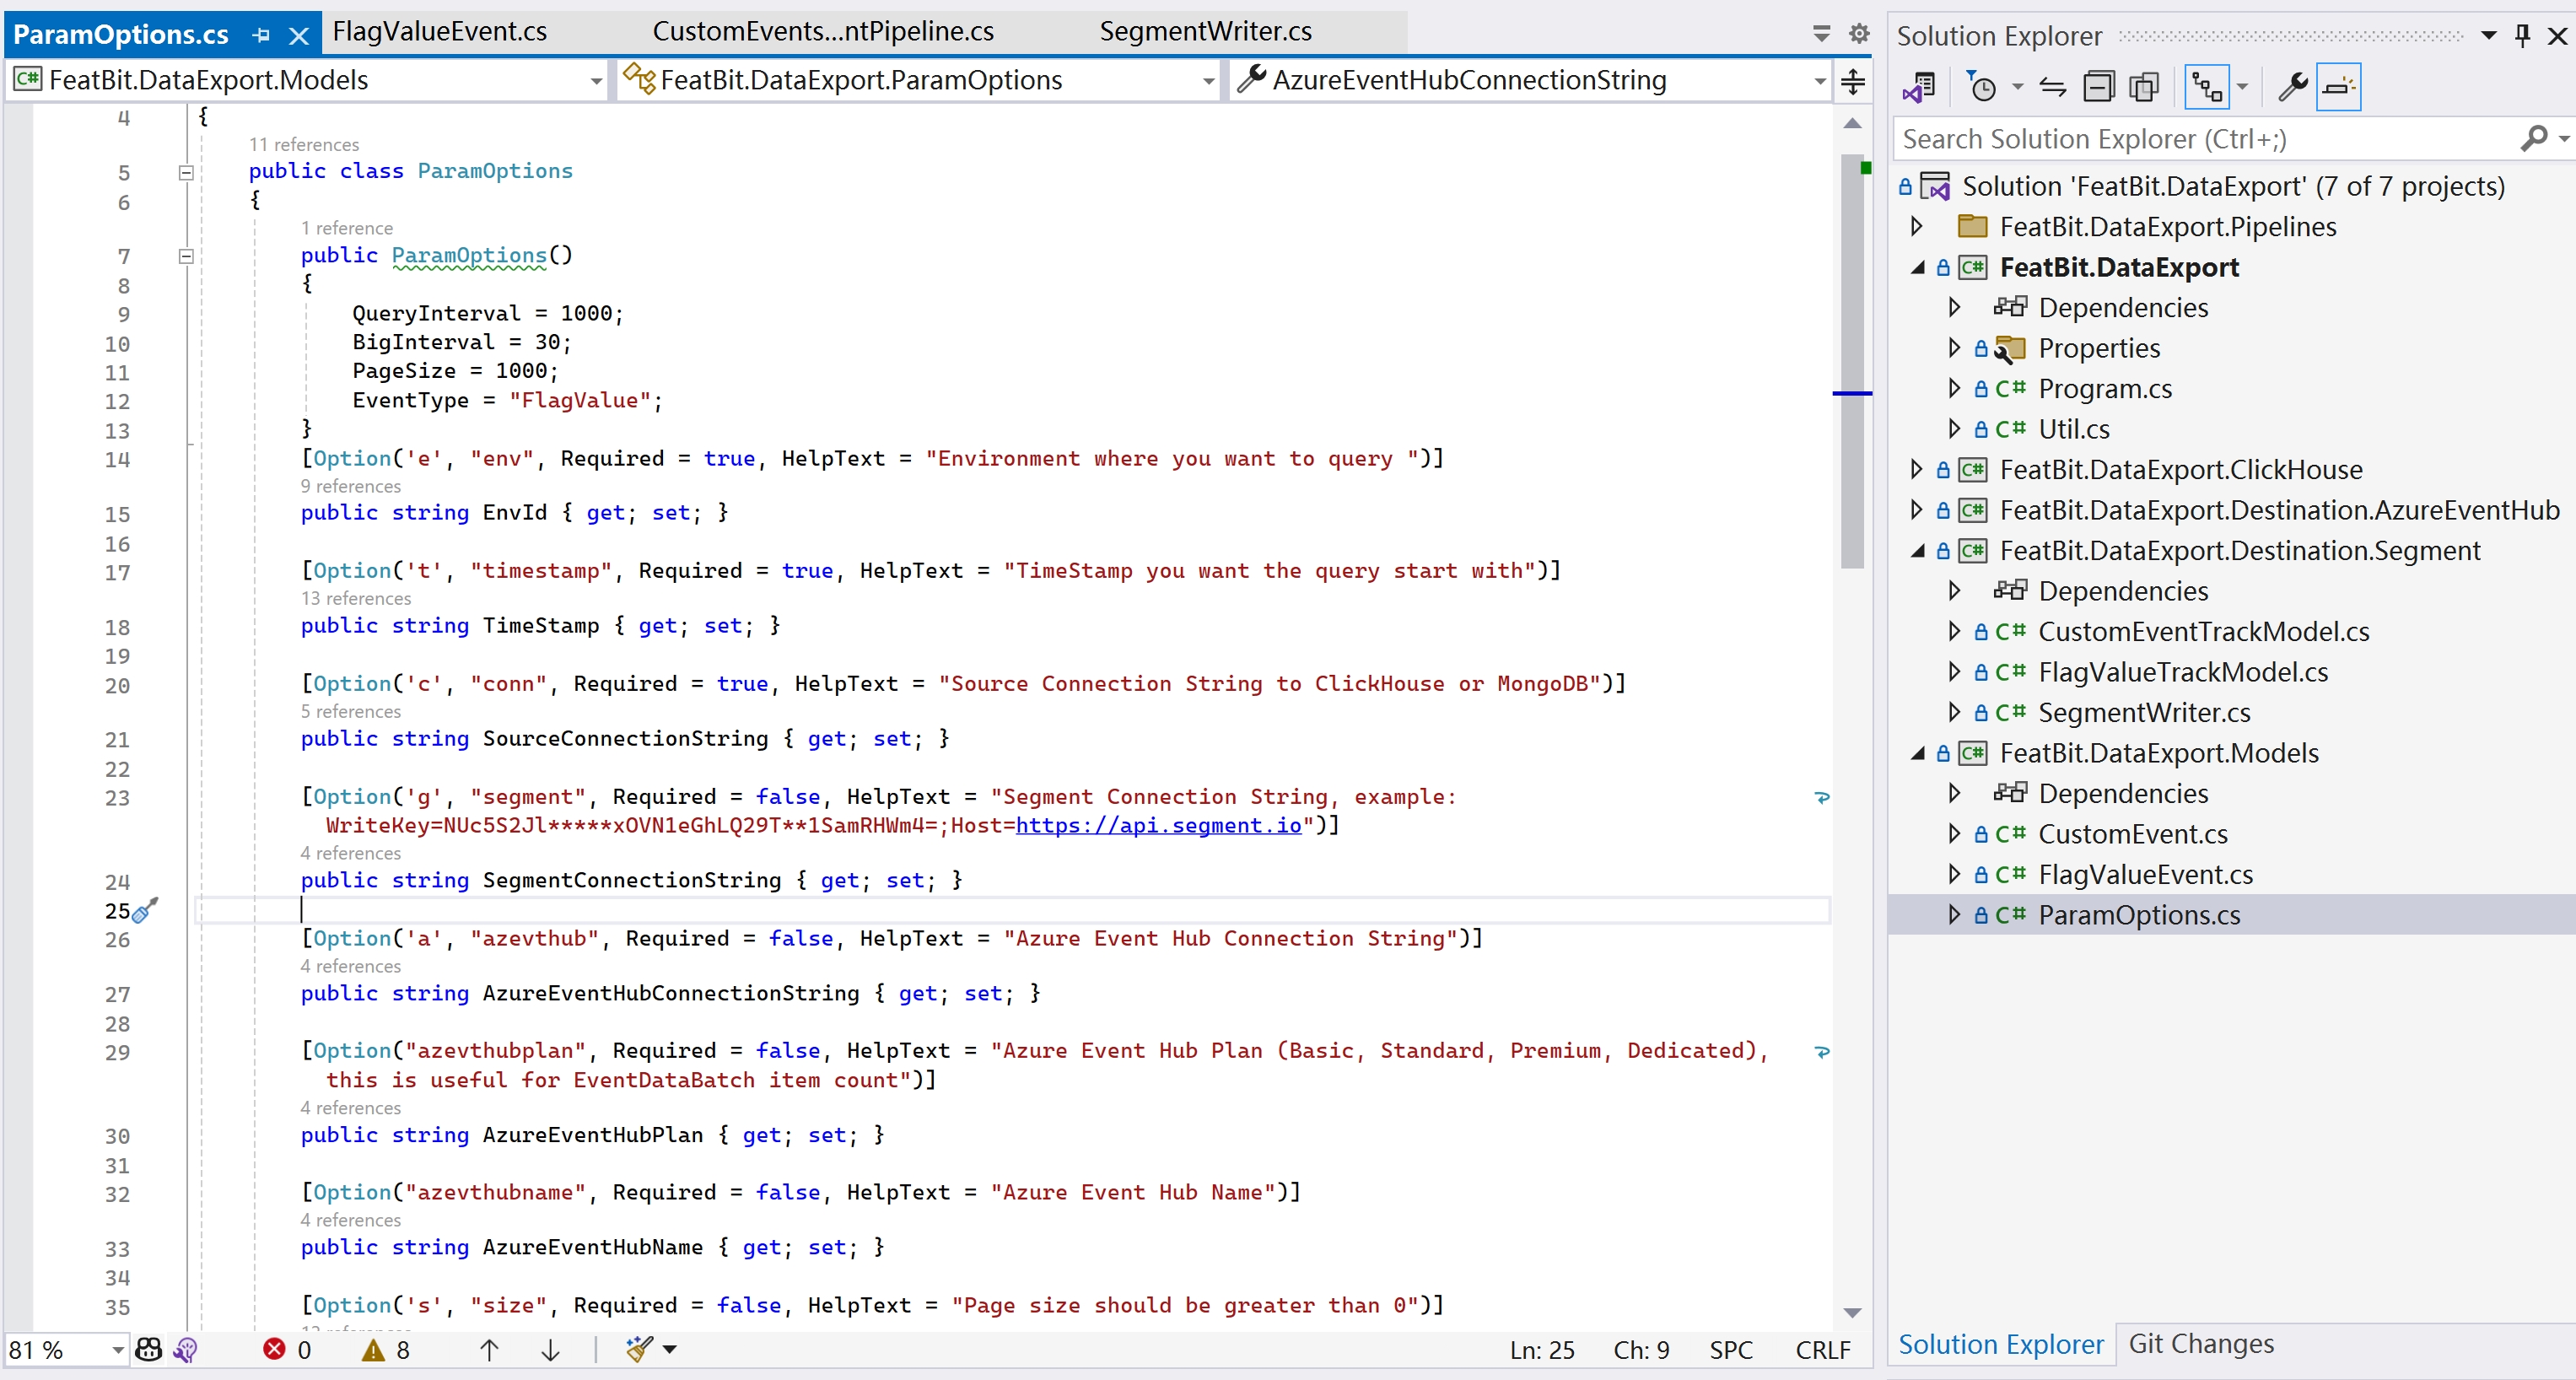 ParamOptions.cs
FlagValueEvent.cs
CustomEvents...ntPipeline.cs
SegmentWriter.cs
FeatBit.DataExport.Models
FeatBit.DataExport.ParamOptions
AzureEventHubConnectionString
4 {
11 references
5 public class ParamOptions
6 {
1 reference
7 public ParamOptions()
8 {
9 QueryInterval = 1000;
10 BigInterval = 30;
11 PageSize = 1000;
12 EventType = "FlagValue";
13 }
14 [Option('e', "env", Required = true, HelpText = "Environment where you want to query ")]
9 references
15 public string EnvId { get; set; }
16
17 [Option('t', "timestamp", Required = true, HelpText = "TimeStamp you want the query start with")]
13 references
18 public string TimeStamp { get; set; }
19
20 [Option('c', "conn", Required = true, HelpText = "Source Connection String to ClickHouse or MongoDB")]
5 references
21 public string SourceConnectionString { get; set; }
22
23 [Option('g', "segment", Required = false, HelpText = "Segment Connection String, example:
WriteKey=NUc5S2Jl*****xOVN1eGhLQ29T**1SamRHWm4=;Host=https://api.segment.io")]
4 references
24 public string SegmentConnectionString { get; set; }
25
26 [Option('a', "azevthub", Required = false, HelpText = "Azure Event Hub Connection String")]
4 references
27 public string AzureEventHubConnectionString { get; set; }
28
29 [Option("azevthubplan", Required = false, HelpText = "Azure Event Hub Plan (Basic, Standard, Premium, Dedicated),
this is useful for EventDataBatch item count")]
4 references
30 public string AzureEventHubPlan { get; set; }
31
32 [Option("azevthubname", Required = false, HelpText = "Azure Event Hub Name")]
4 references
33 public string AzureEventHubName { get; set; }
34
35 [Option('s', "size", Required = false, HelpText = "Page size should be greater than 0")]
81 %
0
8
Ln: 25
Ch: 9
SPC
CRLF
Solution Explorer
Search Solution Explorer (Ctrl+;)
Solution 'FeatBit.DataExport' (7 of 7 projects)
FeatBit.DataExport.Pipelines
C# FeatBit.DataExport
Dependencies
Properties
C# Program.cs
C# Util.cs
C# FeatBit.DataExport.ClickHouse
C# FeatBit.DataExport.Destination.AzureEventHub
C# FeatBit.DataExport.Destination.Segment
Dependencies
C# CustomEventTrackModel.cs
C# FlagValueTrackModel.cs
C# SegmentWriter.cs
C# FeatBit.DataExport.Models
Dependencies
C# CustomEvent.cs
C# FlagValueEvent.cs
C# ParamOptions.cs
Solution Explorer
Git Changes